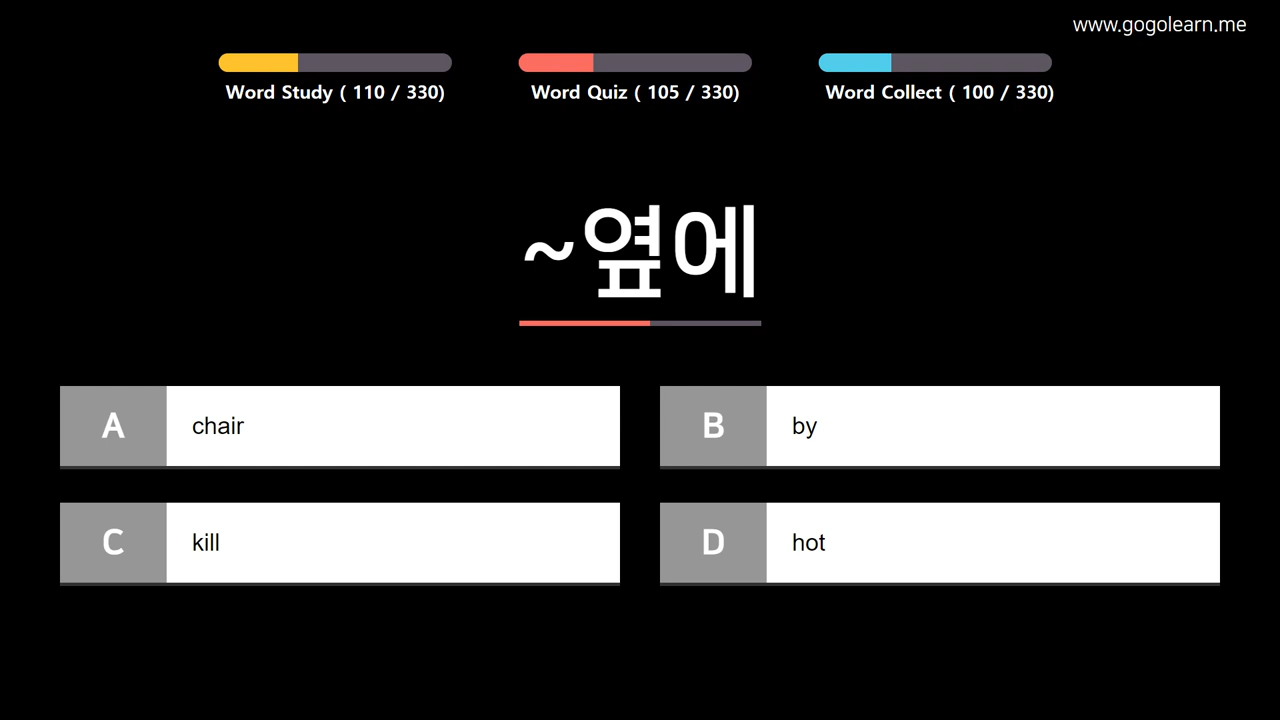 www.gogolearn.me
Word Study ( 110 / 330)
Word Quiz ( 105 / 330)
Word Collect ( 100 / 330)
~옆에
A chair
B by
C kill
D hot